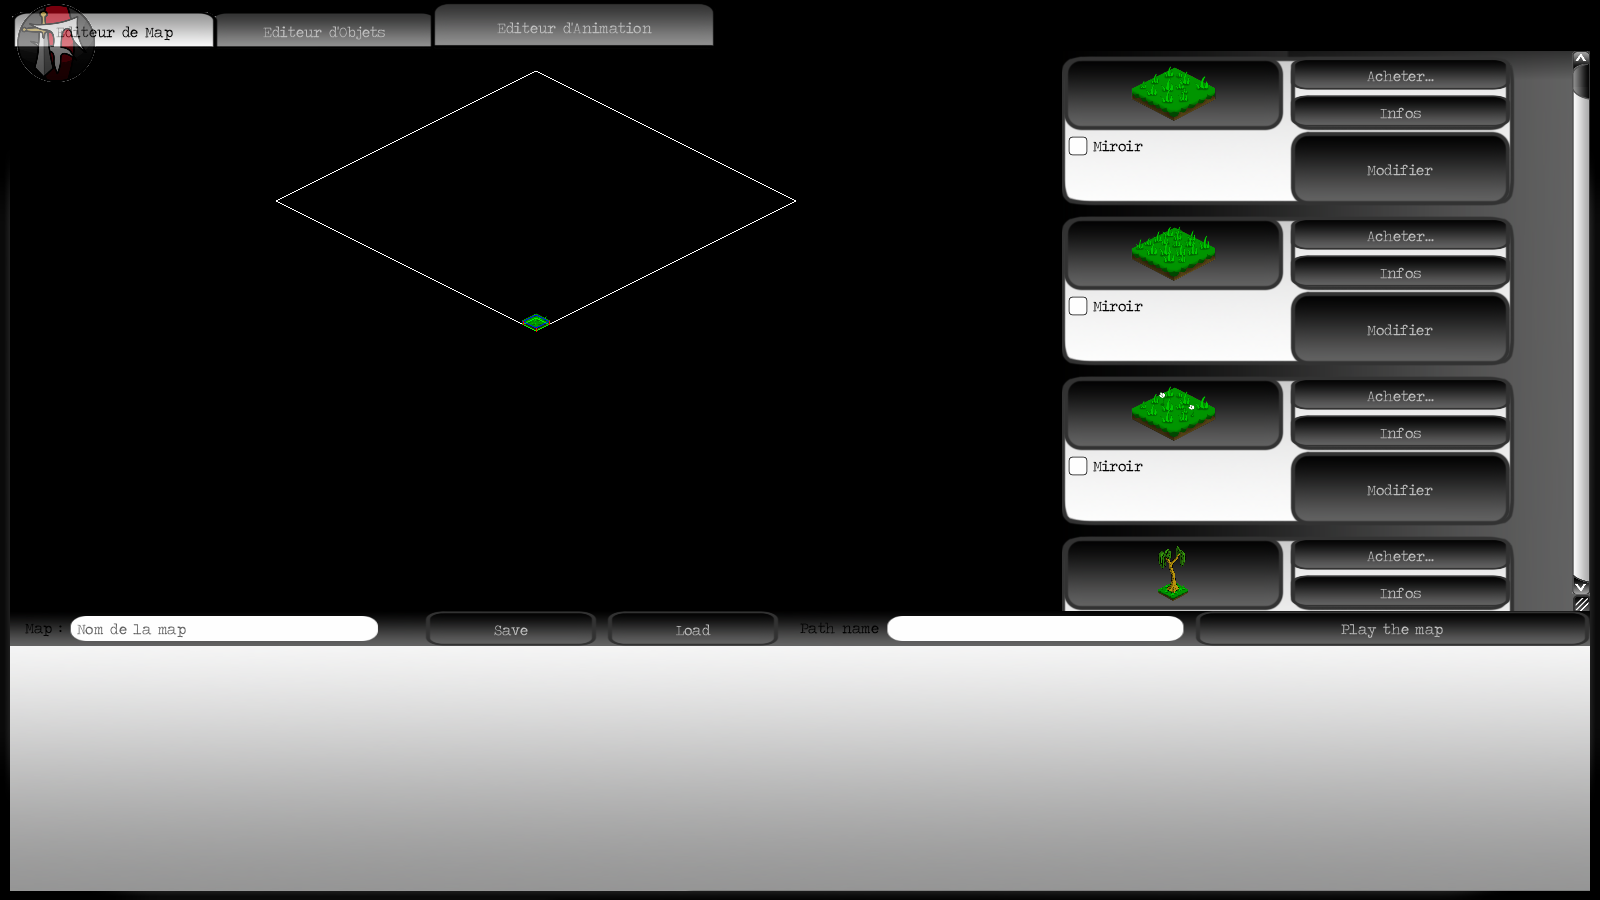 Editeur de Map
Editeur d'Objets
Editeur d'Animation
Acheter...
Infos
Miroir
Modifier
Acheter...
Infos
Miroir
Modifier
Acheter...
Infos
Miroir
Modifier
Acheter...
Infos
Map :
Nom de la map
Save
Load
Path name
Play the map